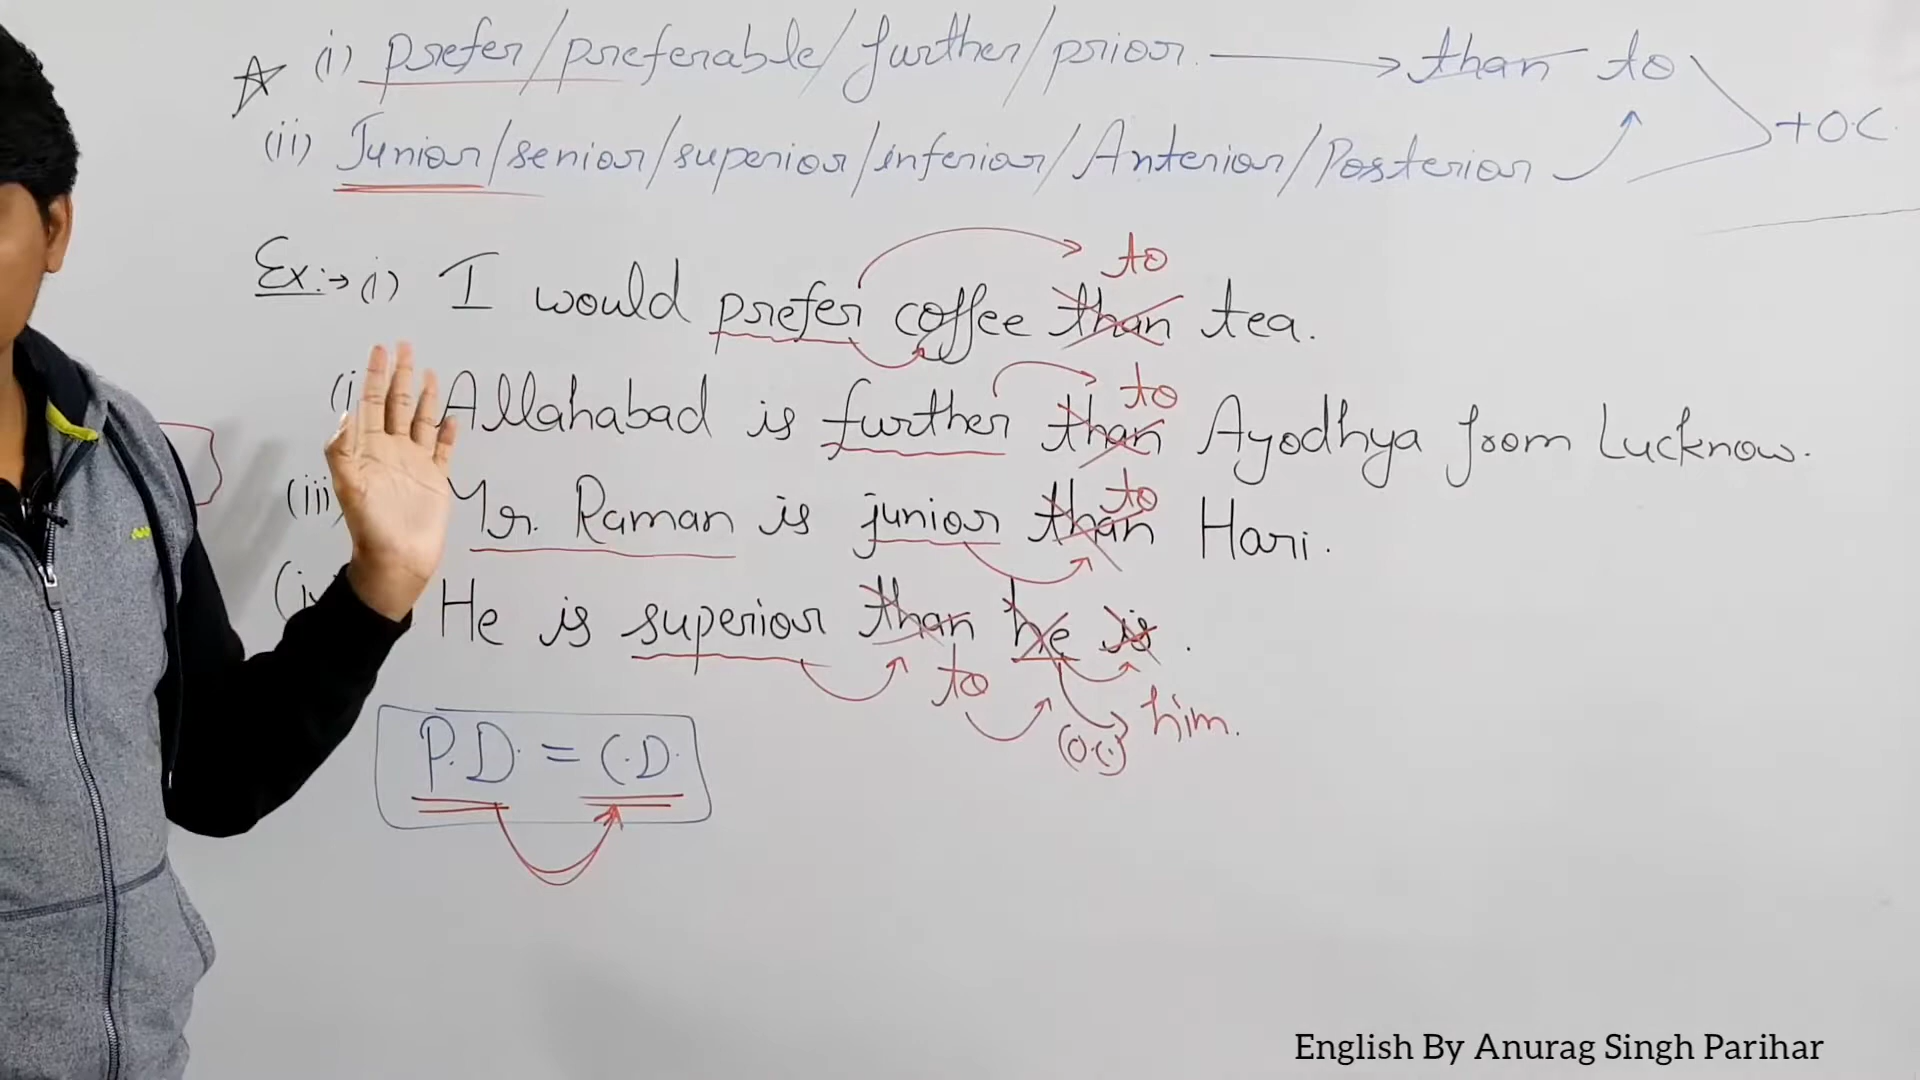 (i) prefer/preferable/further/prior → than to
(ii) Junior/senior/superior/inferior/Anterior/Posterior +O.C.
to
Ex:→(i) I would prefer coffee than tea.
to
(i Allahabad is further than Ayodhya from Lucknow.
to
(iii Mr. Raman is junior than Hari.
(iv He is superior than he is.
to him.
(O.C)
P.D. = C.D.
English By Anurag Singh Parihar